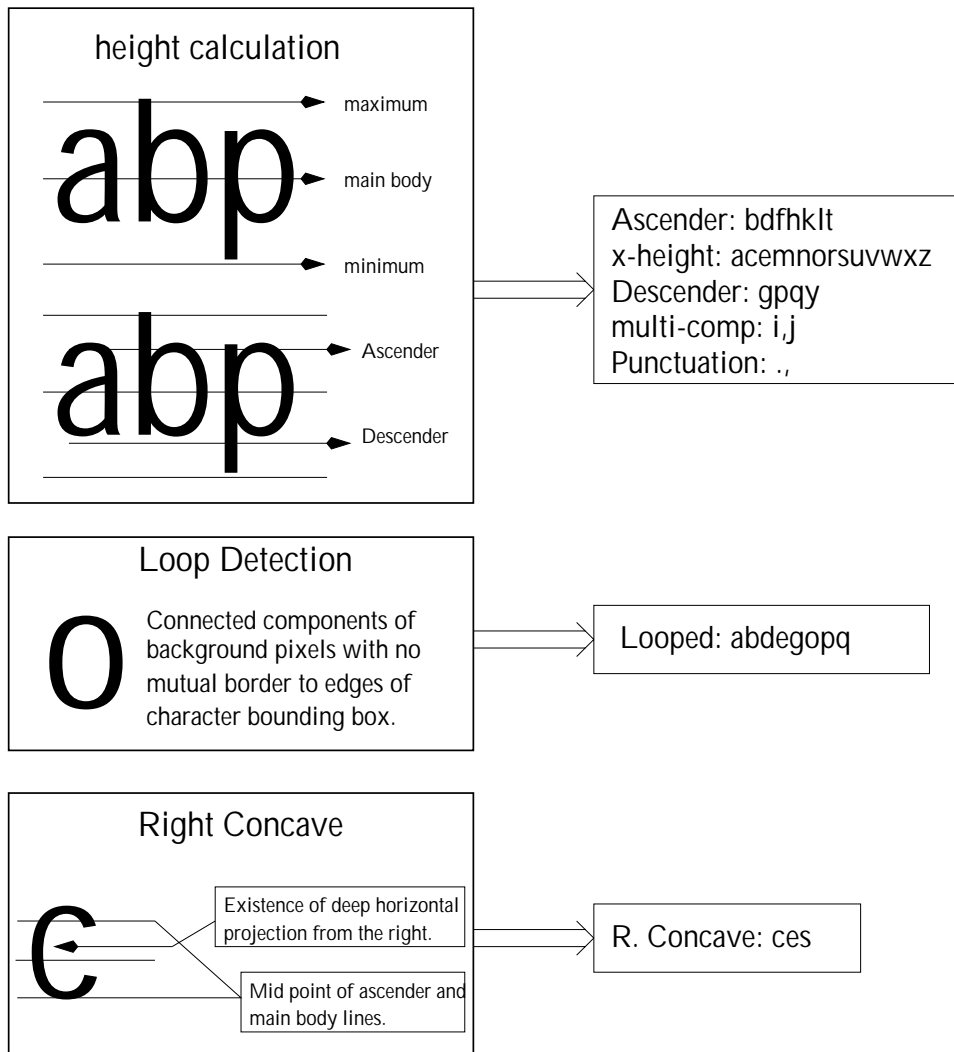 height calculation
maximum
abp
main body
minimum
abp
Ascender
Descender
Ascender: bdfhklt
x-height: acemnorsuvwxz
Descender: gpqy
multi-comp: i,j
Punctuation: .,
Loop Detection
o
Connected components of
background pixels with no
mutual border to edges of
character bounding box.
Looped: abdegopq
Right Concave
c
Existence of deep horizontal
projection from the right.
Mid point of ascender and
main body lines.
R. Concave: ces